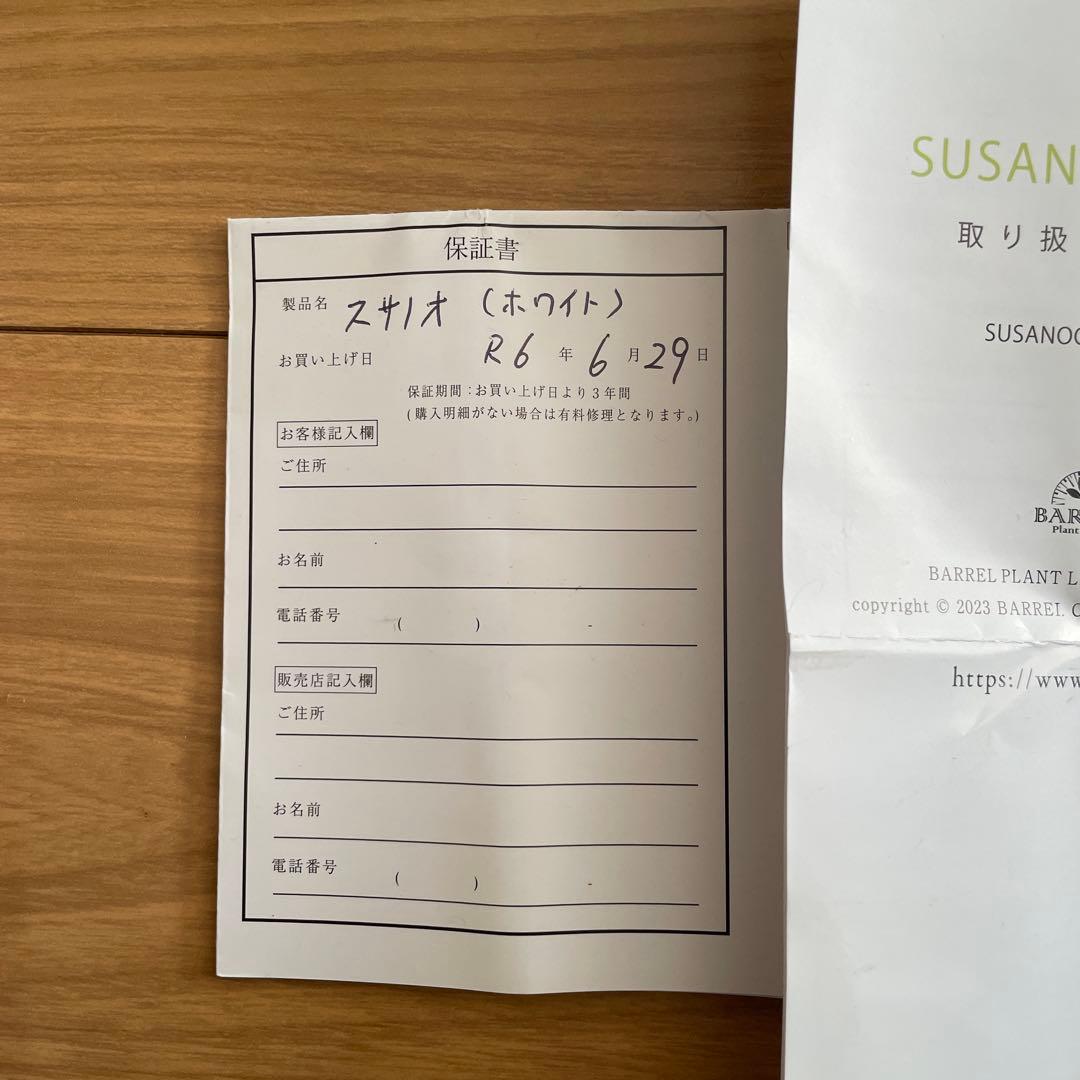 保証書
製品名 スサノオ (ホワイト)
お買い上げ日 R6 年 6 月 29 日
保証期間：お買い上げ日より３年間
(購入明細がない場合は有料修理となります。)
お客様記入欄
ご住所
お名前
電話番号 ( ) -
販売店記入欄
ご住所
お名前
電話番号 ( ) -
SUSAN
取り扱
SUSANO
BAR
Plant
BARREL PLANT L
copyright © 2023 BARREL. C
https://www.